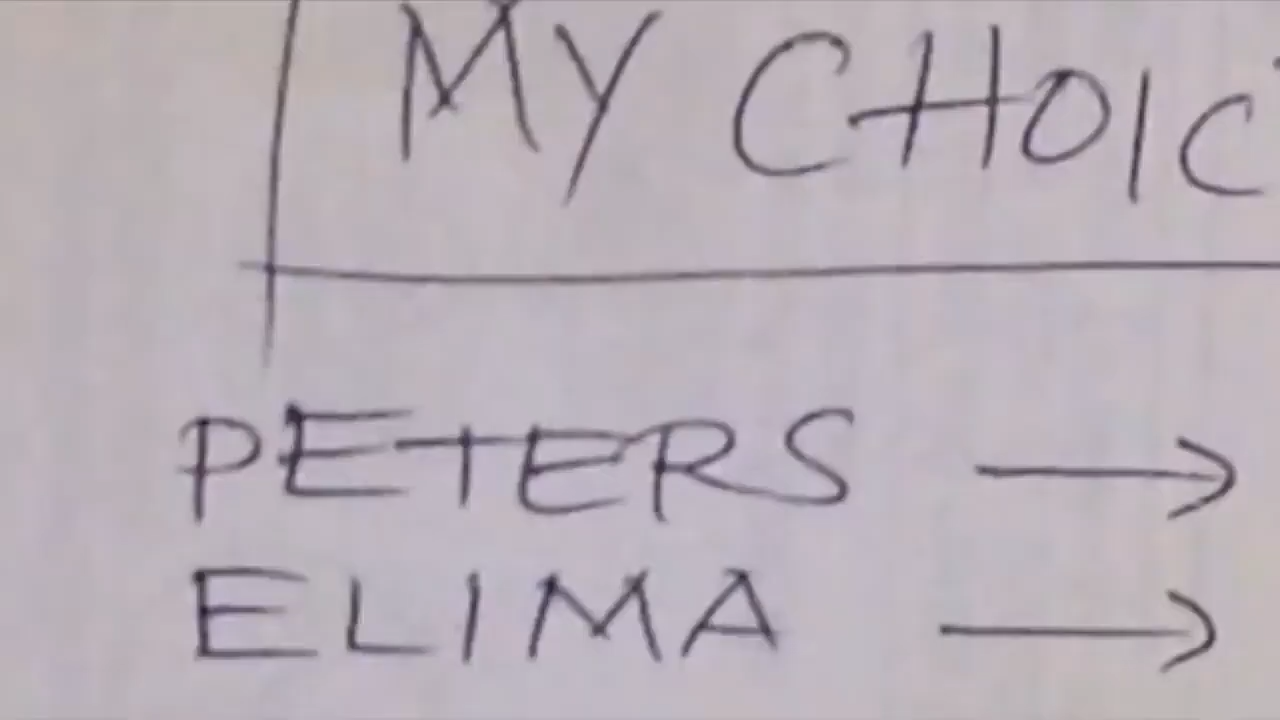 MY CHOIC
PETERS →
ELIMA →